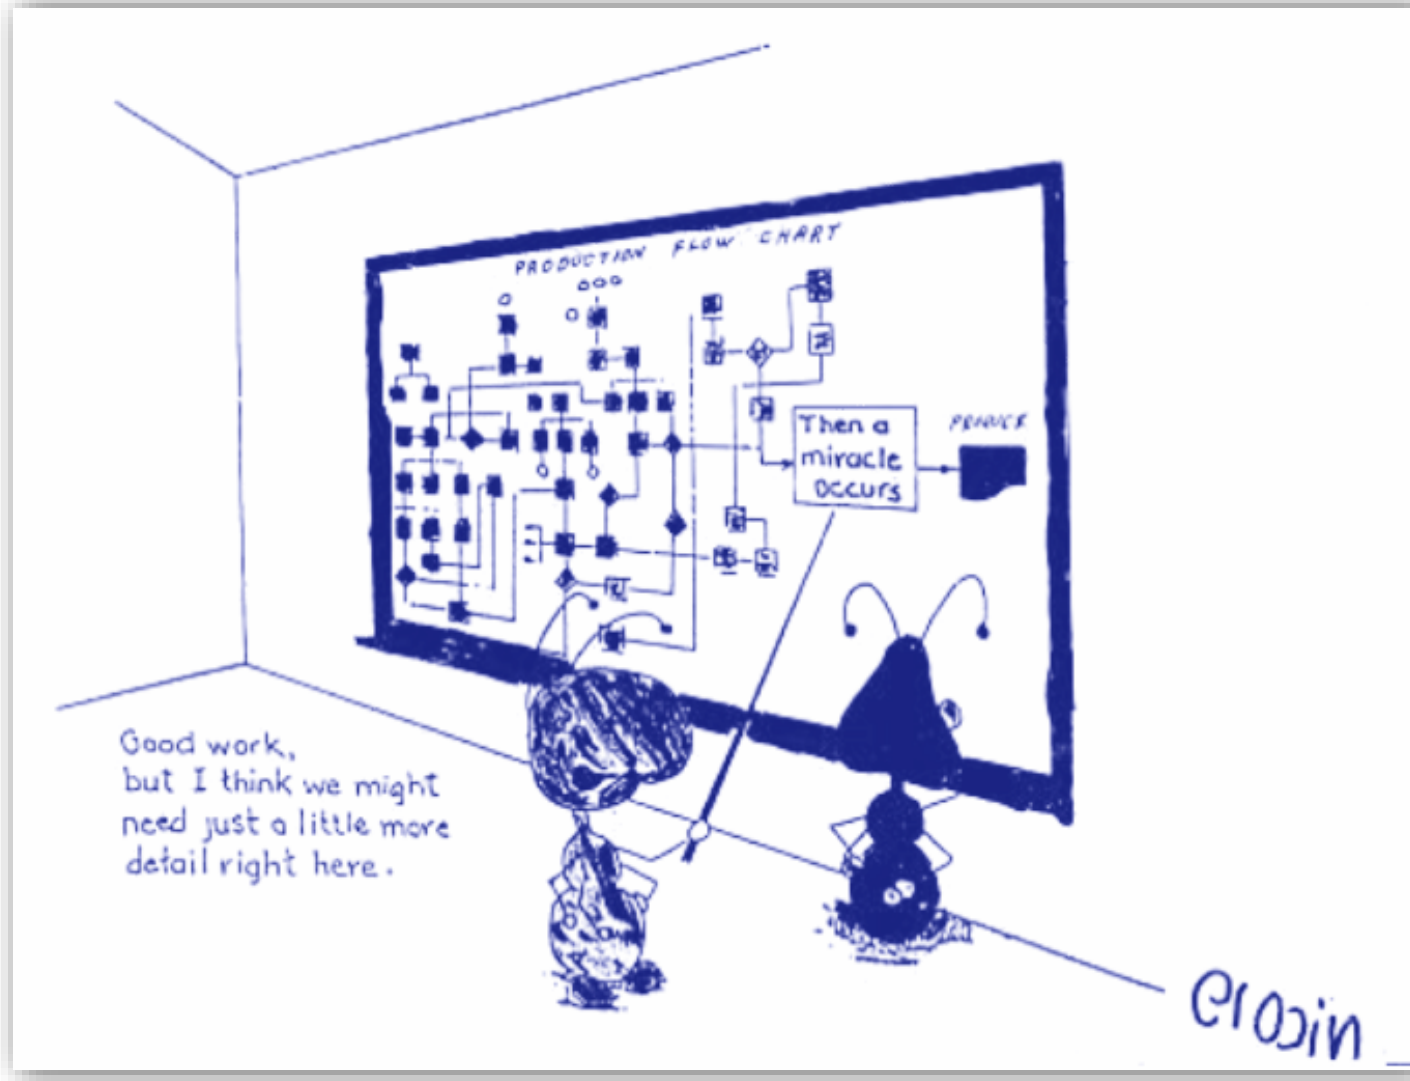 PRODUCTION FLOW CHART
Then a
miracle
occurs
Good work,
but I think we might
need just a little more
detail right here.